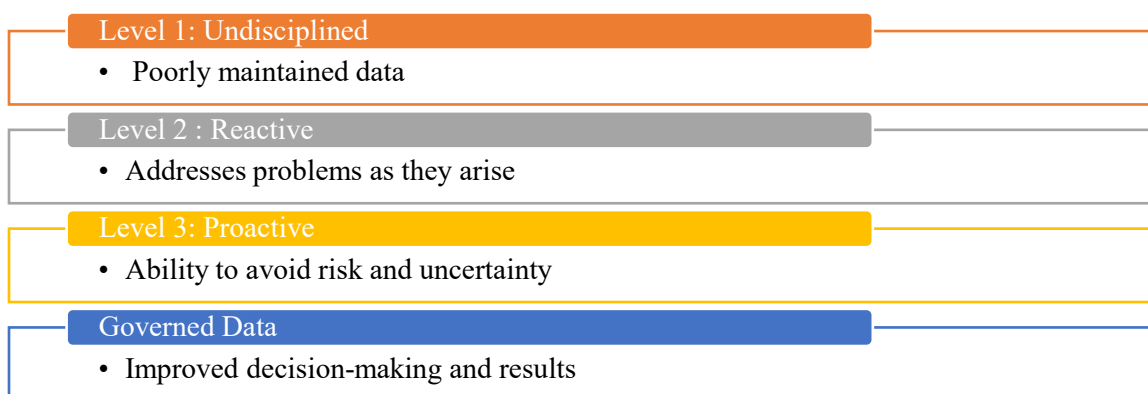 Level 1: Undisciplined
• Poorly maintained data
Level 2 : Reactive
• Addresses problems as they arise
Level 3: Proactive
• Ability to avoid risk and uncertainty
Governed Data
• Improved decision-making and results